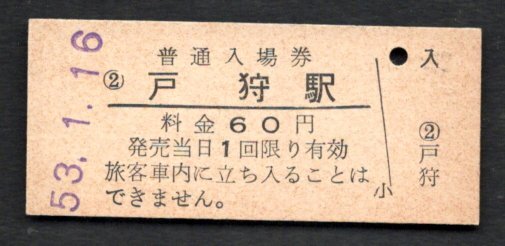 53.1.16
普通入場券
② 戸狩駅
料金60円
発売当日1回限り有効
旅客車内に立ち入ることは
できません。
小
入
②
戸狩